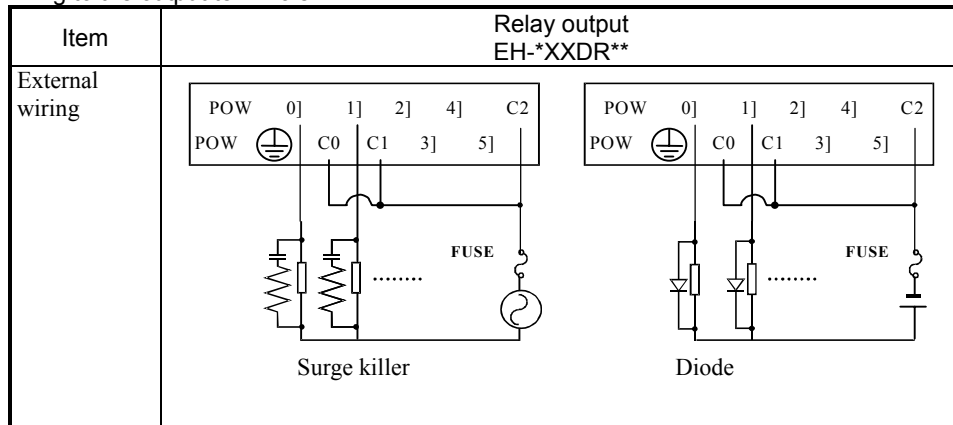 Item
Relay output
EH-*XXDR**
External
wiring
POW 0] 1] 2] 4] C2
POW C0 C1 3] 5]
FUSE
........
Surge killer
POW 0] 1] 2] 4] C2
POW C0 C1 3] 5]
FUSE
........
Diode